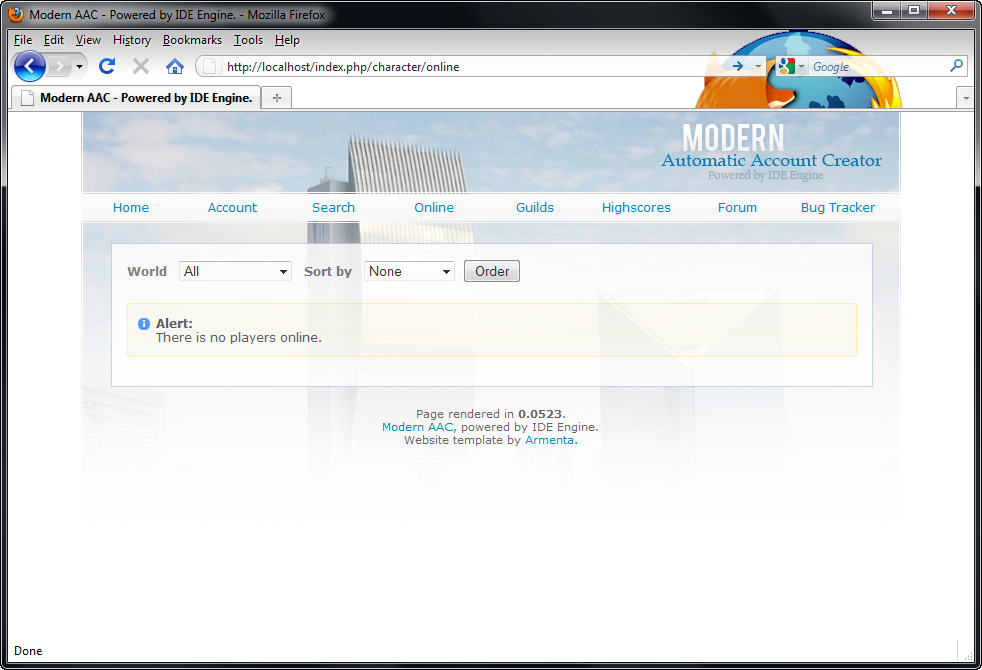 Modern AAC - Powered by IDE Engine. - Mozilla Firefox
File Edit View History Bookmarks Tools Help
http://localhost/index.php/character/online
Google
Modern AAC - Powered by IDE Engine.
MODERN
Automatic Account Creator
Powered by IDE Engine
Home Account Search Online Guilds Highscores Forum Bug Tracker
World All Sort by None Order
Alert:
There is no players online.
Page rendered in 0.0523.
Modern AAC, powered by IDE Engine.
Website template by Armenta.
Done